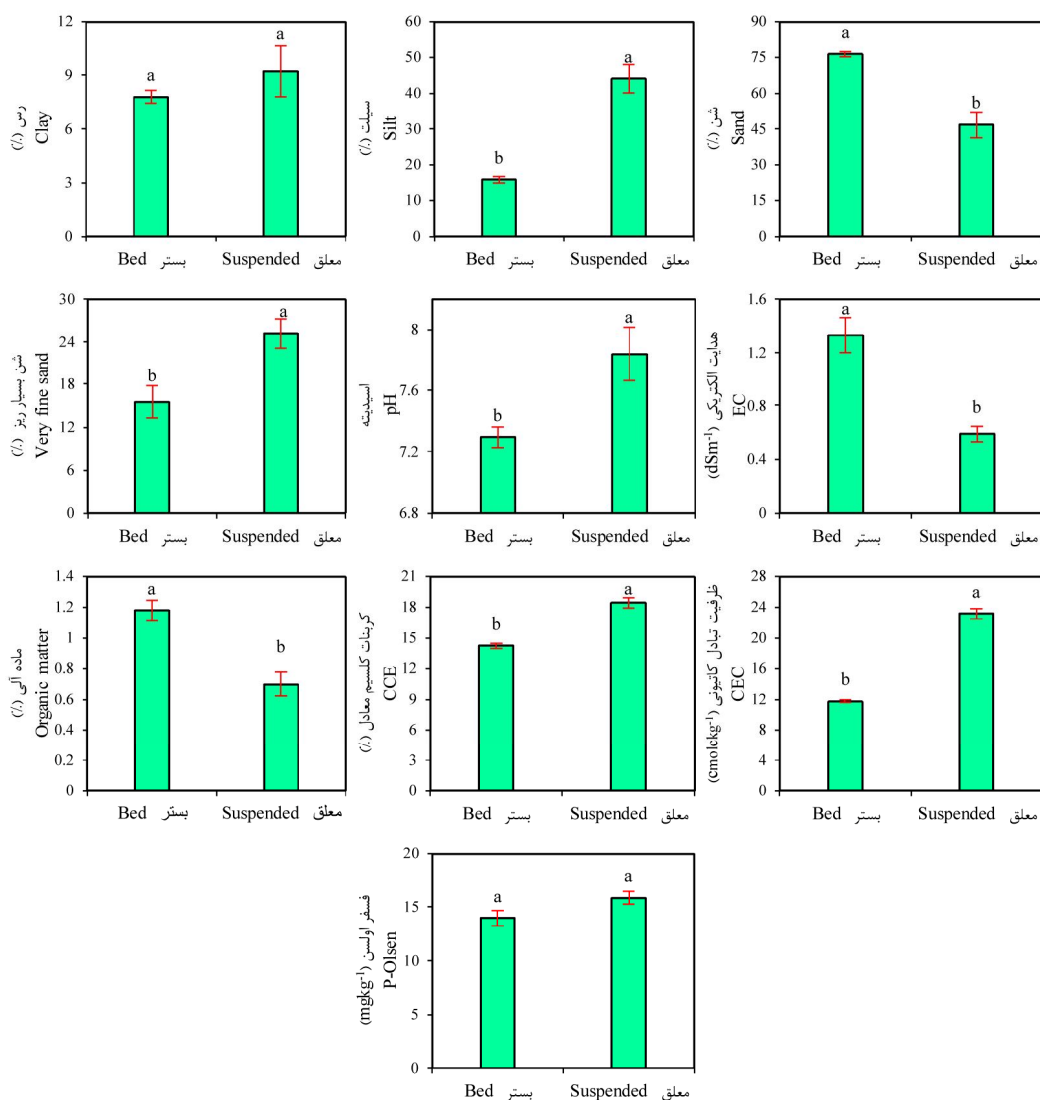 رس (٪)
Clay
12
9
6
3
0
a
a
Bed بستر
Suspended معلق
سیلت (٪)
Silt
60
50
40
30
20
10
0
b
a
Bed بستر
Suspended معلق
شن (٪)
Sand
90
75
60
45
30
15
0
a
b
Bed بستر
Suspended معلق
شن بسیار ریز (٪)
Very fine sand
30
24
18
12
6
0
b
a
Bed بستر
Suspended معلق
اسیدیته
pH
8
7.6
7.2
6.8
b
a
Bed بستر
Suspended معلق
هدایت الکتریکی (dSm⁻¹)
EC
1.6
1.2
0.8
0.4
0
a
b
Bed بستر
Suspended معلق
ماده آلی (٪)
Organic matter
1.4
1.2
1
0.8
0.6
0.4
0.2
0
a
b
Bed بستر
Suspended معلق
کربنات کلسیم معادل (٪)
CCE
21
18
15
12
9
6
3
0
b
a
Bed بستر
Suspended معلق
ظرفیت تبادل کاتیونی (cmolckg⁻¹)
CEC
28
24
20
16
12
8
4
0
b
a
Bed بستر
Suspended معلق
فسفر اولسن (mgkg⁻¹)
P-Olsen
20
15
10
5
0
a
a
Bed بستر
Suspended معلق